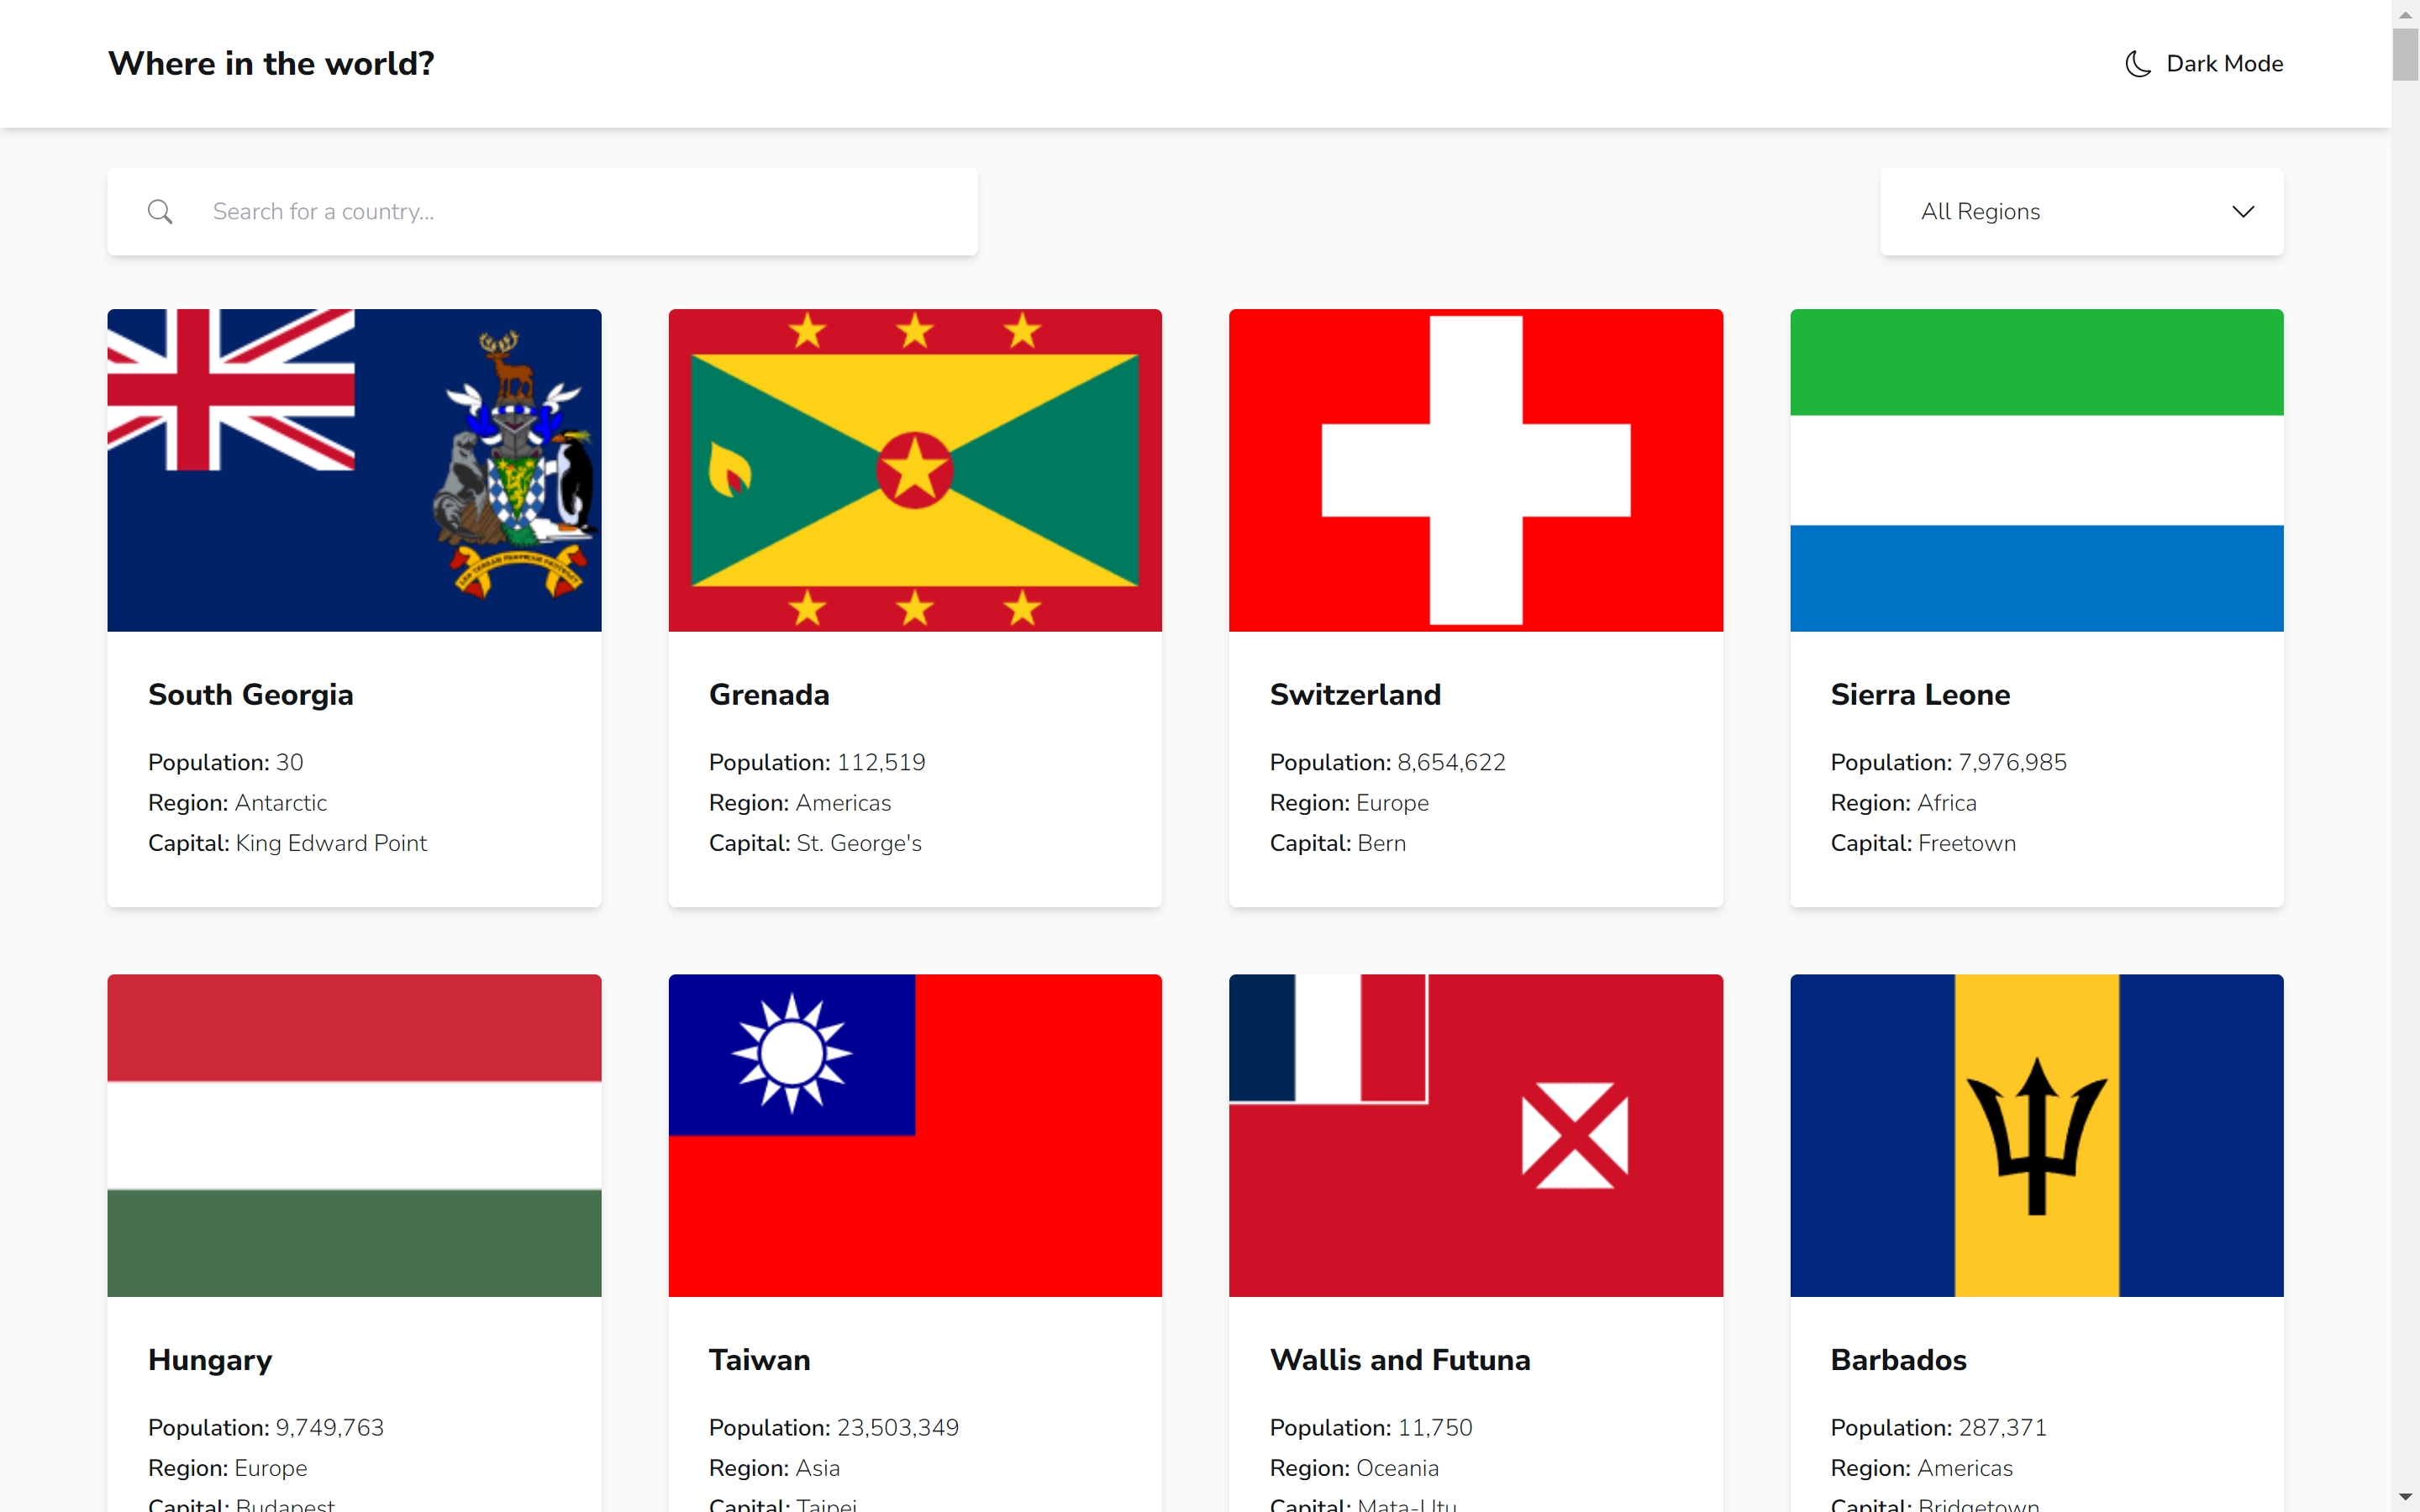 Where in the world?
Dark Mode
Search for a country...
All Regions
South Georgia
Population: 30
Region: Antarctic
Capital: King Edward Point
Grenada
Population: 112,519
Region: Americas
Capital: St. George's
Switzerland
Population: 8,654,622
Region: Europe
Capital: Bern
Sierra Leone
Population: 7,976,985
Region: Africa
Capital: Freetown
Hungary
Population: 9,749,763
Region: Europe
Capital: Budapest
Taiwan
Population: 23,503,349
Region: Asia
Capital: Taipei
Wallis and Futuna
Population: 11,750
Region: Oceania
Capital: Mata-Utu
Barbados
Population: 287,371
Region: Americas
Capital: Bridgetown